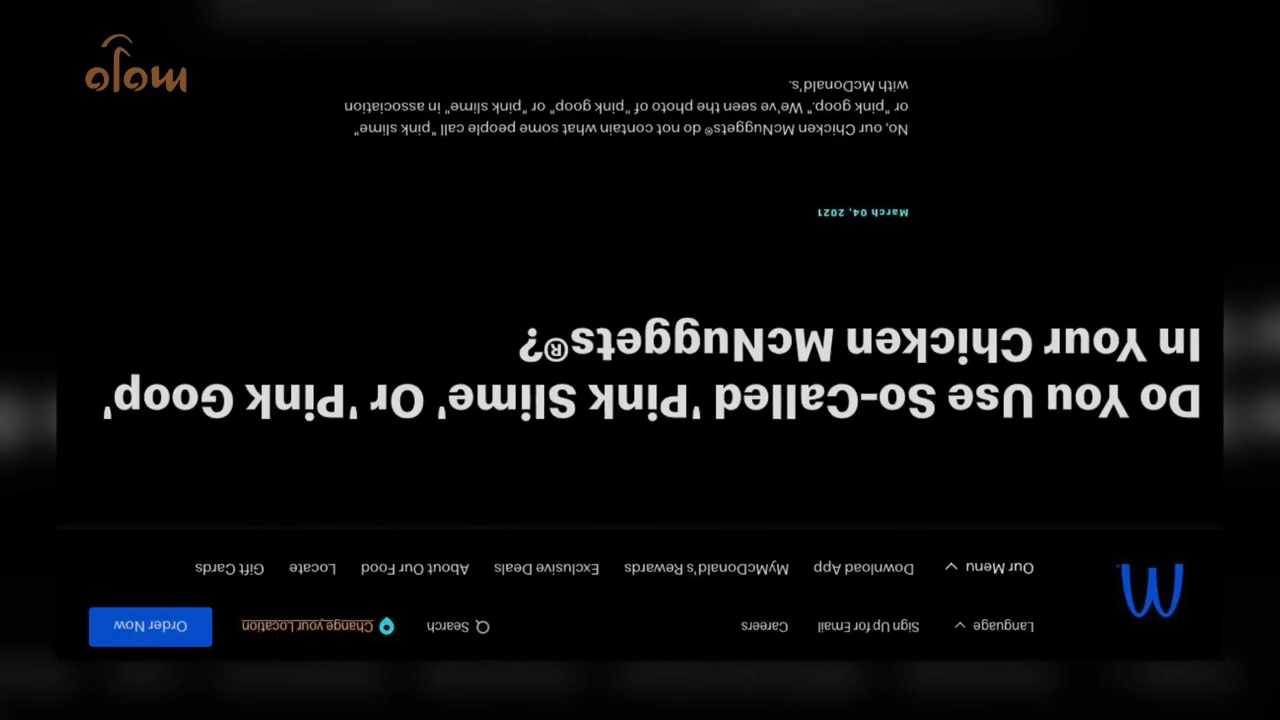 Language Sign Up for Email Careers Search Change your Location Order Now
Our Menu Download App MyMcDonald's Rewards Exclusive Deals About Our Food Locate Gift Cards
Do You Use So-Called 'Pink Slime' Or 'Pink Goop'
In Your Chicken McNuggets®?
March 04, 2021
No, our Chicken McNuggets® do not contain what some people call "pink slime"
or "pink goop." We've seen the photo of "pink goop" or "pink slime" in association
with McDonald's.
mojo